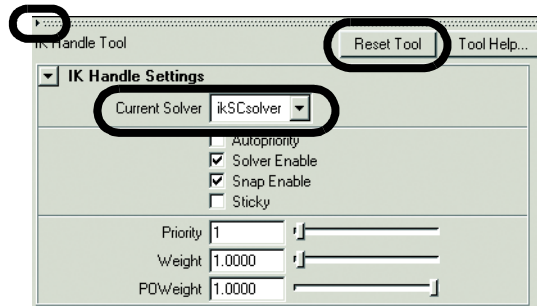 IK Handle Tool Reset Tool Tool Help...
IK Handle Settings
Current Solver ikSCsolver
Autopriority
Solver Enable
Snap Enable
Sticky
Priority 1
Weight 1.0000
POWeight 1.0000